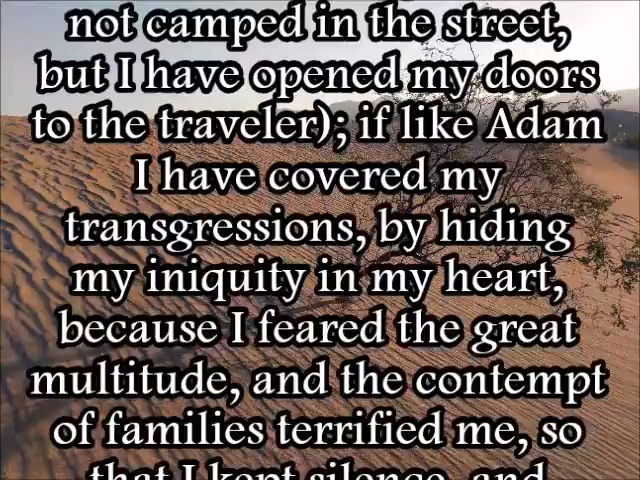 not camped in the street,
but I have opened my doors
to the traveler); if like Adam
I have covered my
transgressions, by hiding
my iniquity in my heart,
because I feared the great
multitude, and the contempt
of families terrified me, so
that I kept silence, and